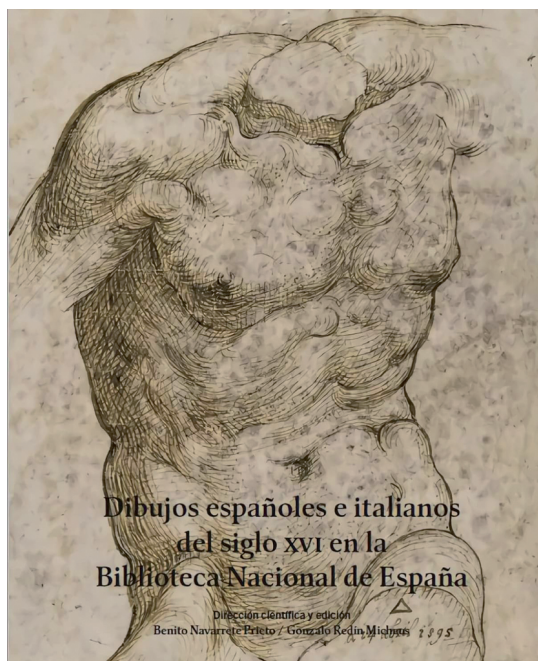 Dibujos españoles e italianos
del siglo XVI en la
Biblioteca Nacional de España
Dirección científica y edición
Benito Navarrete Prieto / Gonzalo Redín Michaus
1895